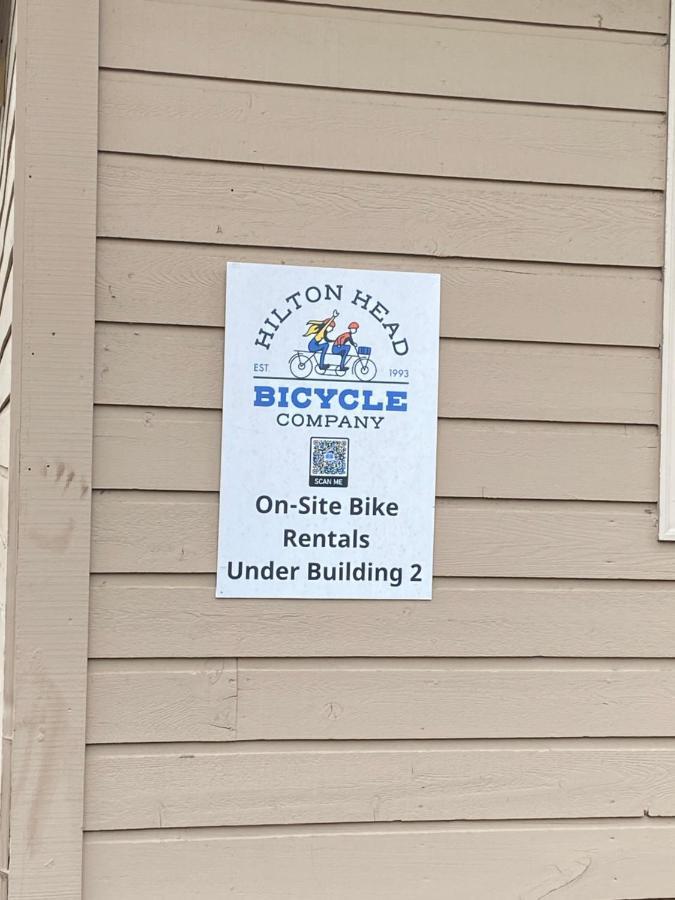 HILTON HEAD
EST. 1993
BICYCLE
COMPANY
SCAN ME
On-Site Bike
Rentals
Under Building 2